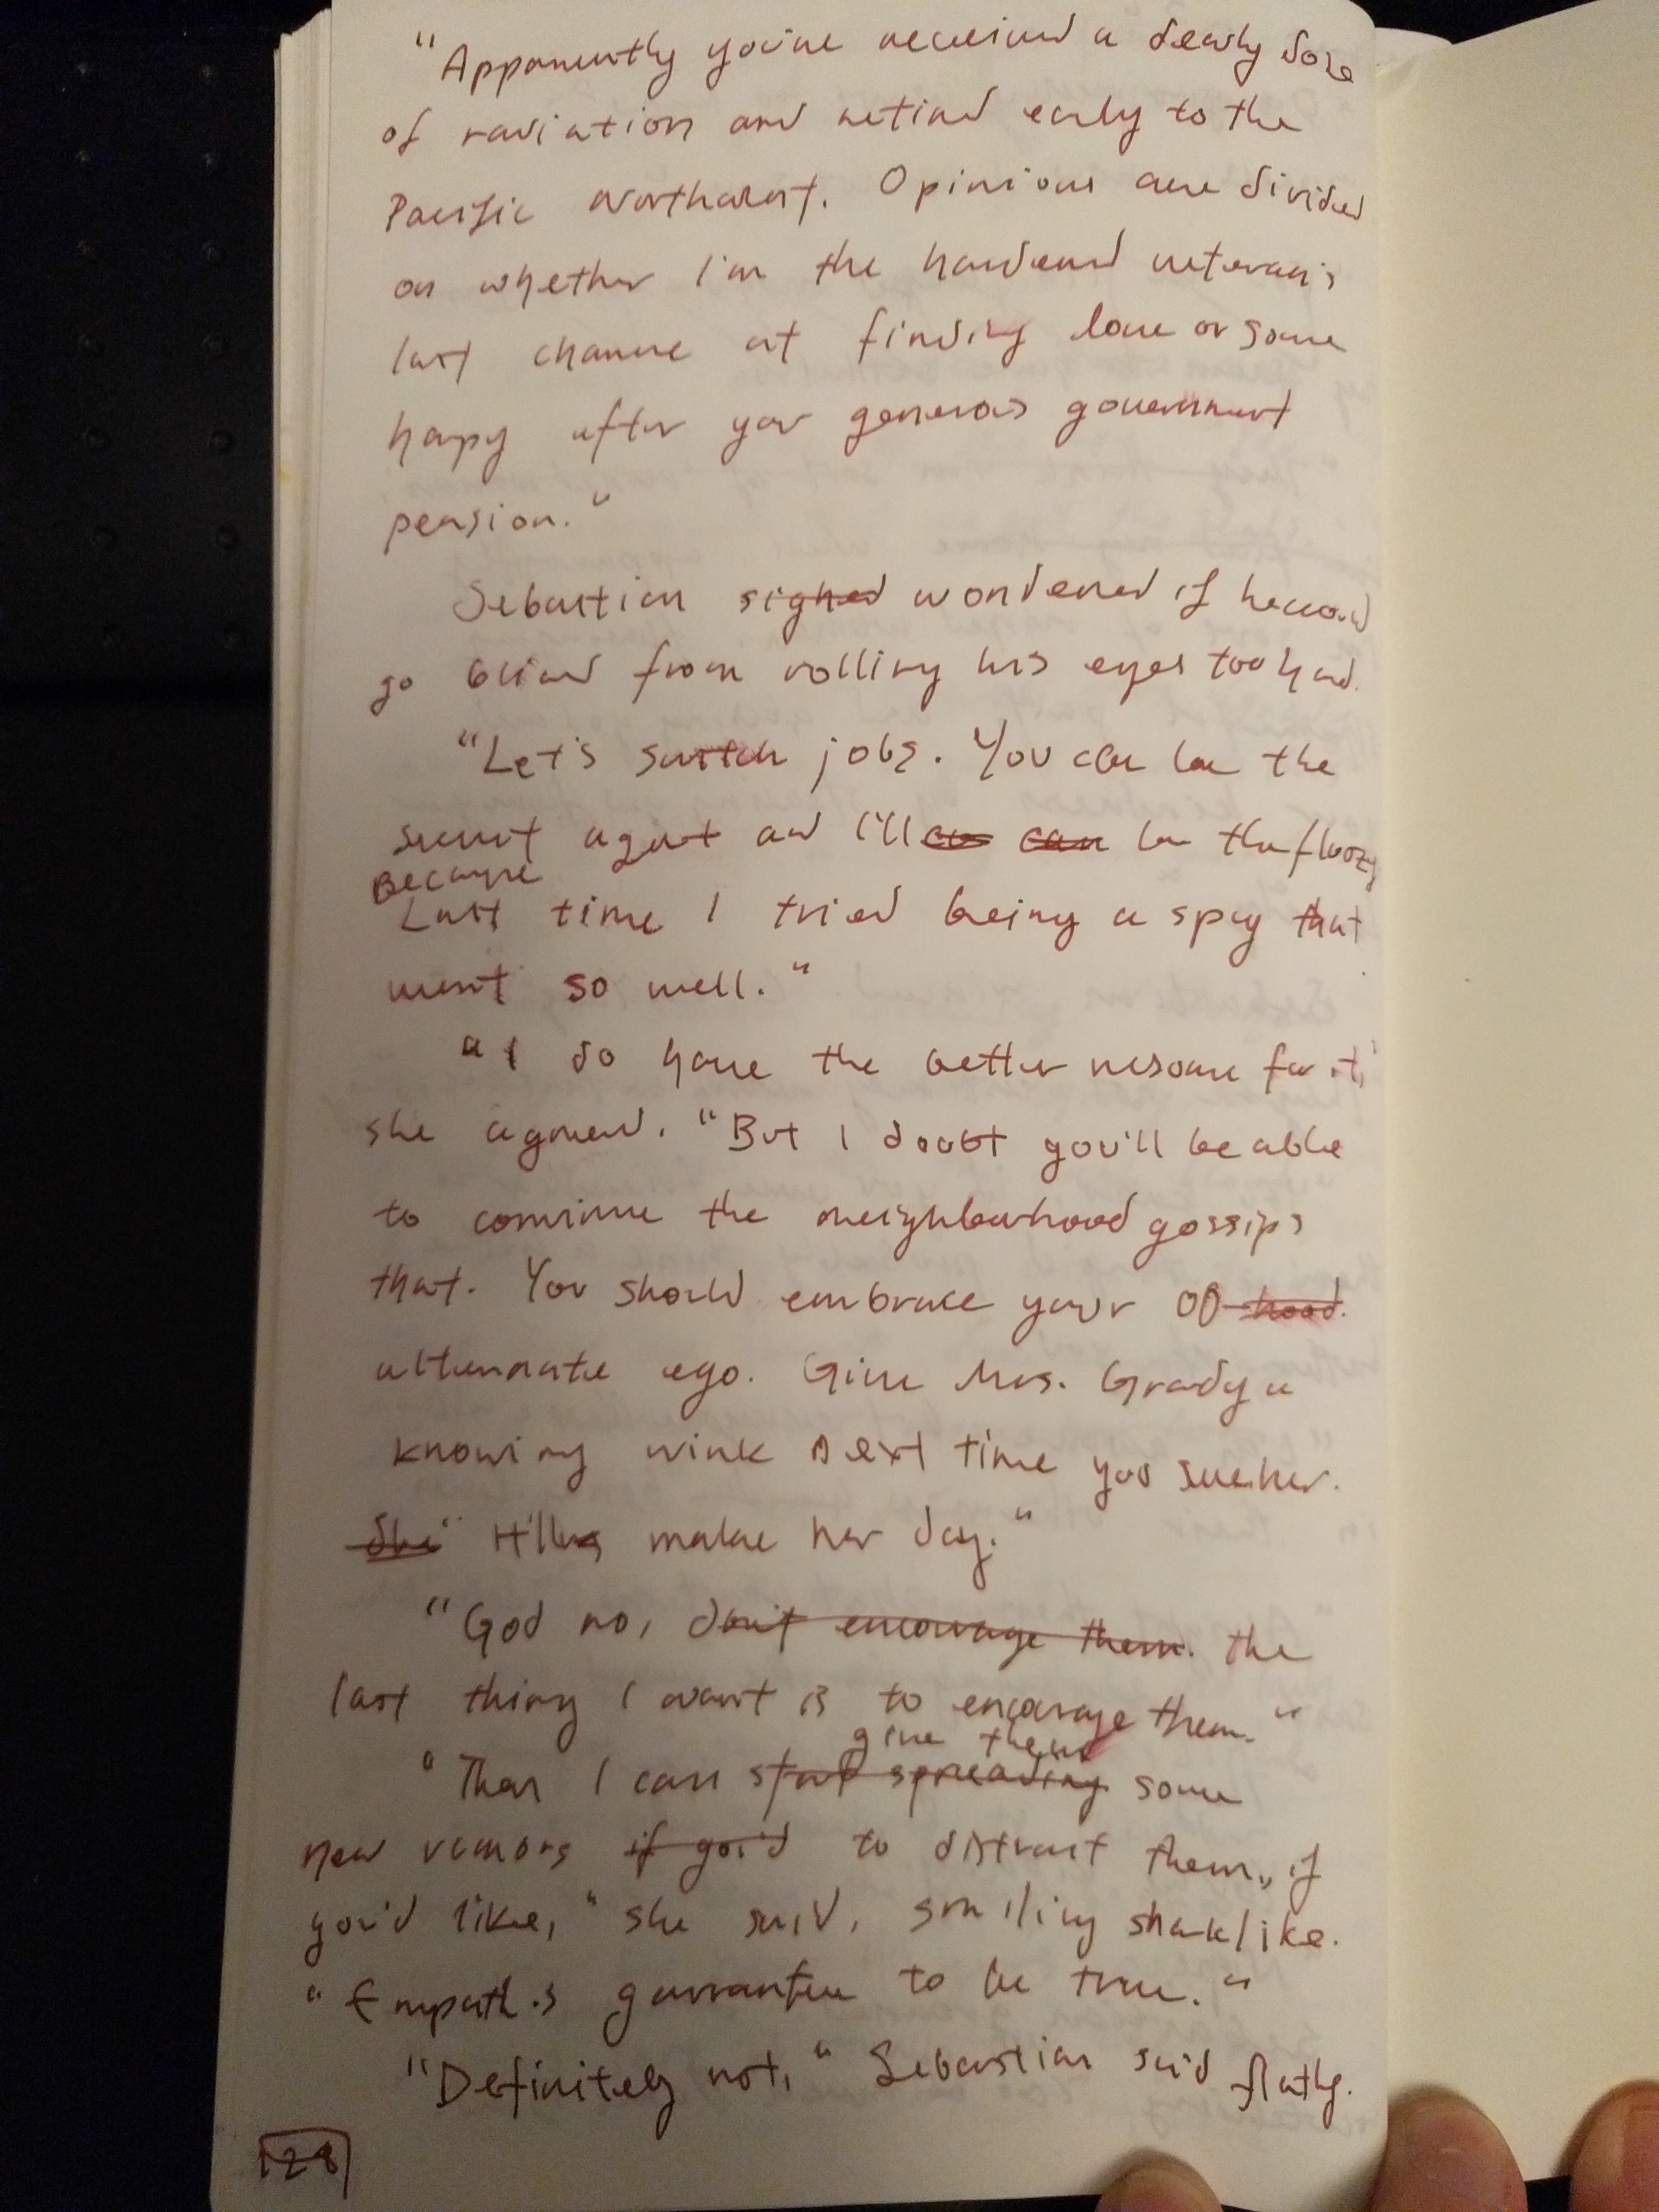 "Apparently you've received a deadly dose
of radiation and retired early to the
Pacific Northwest. Opinions are divided
on whether I'm the hardened veteran's
last chance at finding love or some
harpy after your generous government
pension."
Sebastian sighed wondered if he could
go blind from rolling his eyes too hard.
"Let's switch jobs. You can be the
secret agent and I'll can be the floozy
Because
Last time I tried being a spy that
went so well."
"I do have the better resume for it,"
she agreed. "But I doubt you'll be able
to convince the neighborhood gossips
that. You should embrace your 00 hood.
alternate ego. Give Mrs. Grady a
knowing wink next time you see her.
She It'll make her day."
"God no, don't encourage them. the
last thing I want is to encourage them."
give them
"Then I can start spreading some
new rumors if you'd to distract them, if
you'd like," she said, smiling sharklike.
"Empath's guarantee to be true."
"Definitely not," Sebastian said flatly.
128